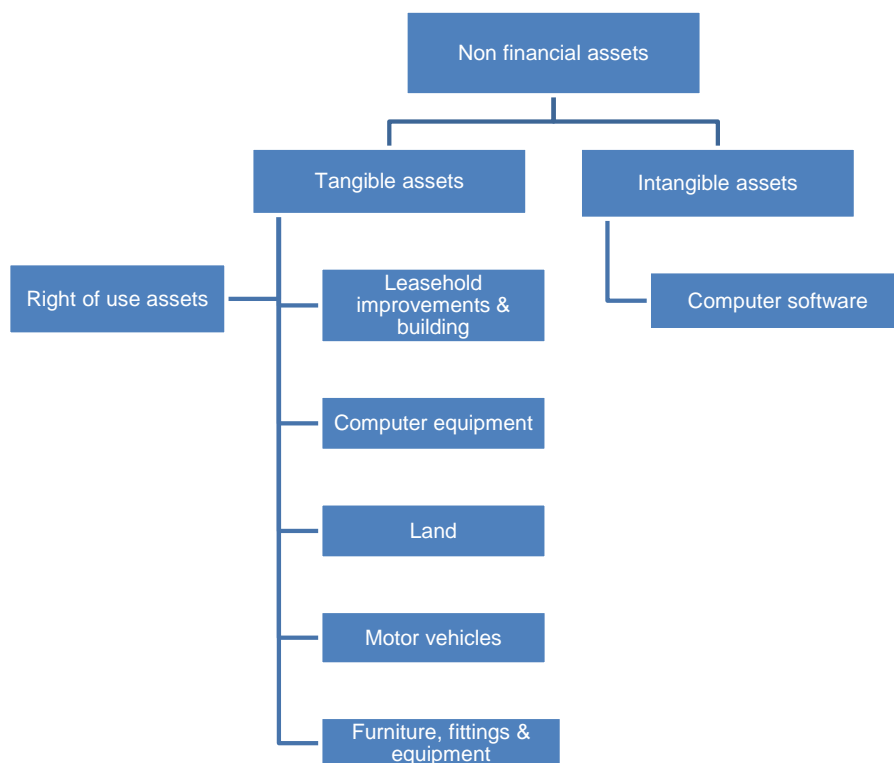 Non financial assets
Tangible assets
Intangible assets
Right of use assets
Leasehold
improvements &
building
Computer software
Computer equipment
Land
Motor vehicles
Furniture, fittings &
equipment